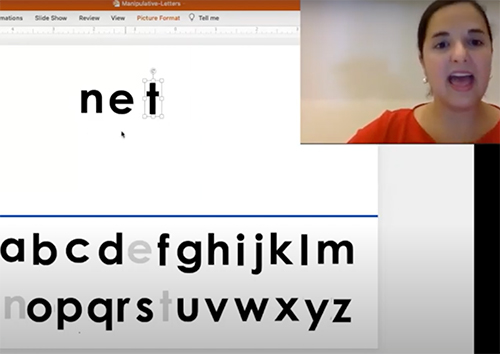 Manipulative-Letters
mations Slide Show Review View Picture Format Tell me
net
abcdefghijklm
nopqrstuvwxyz